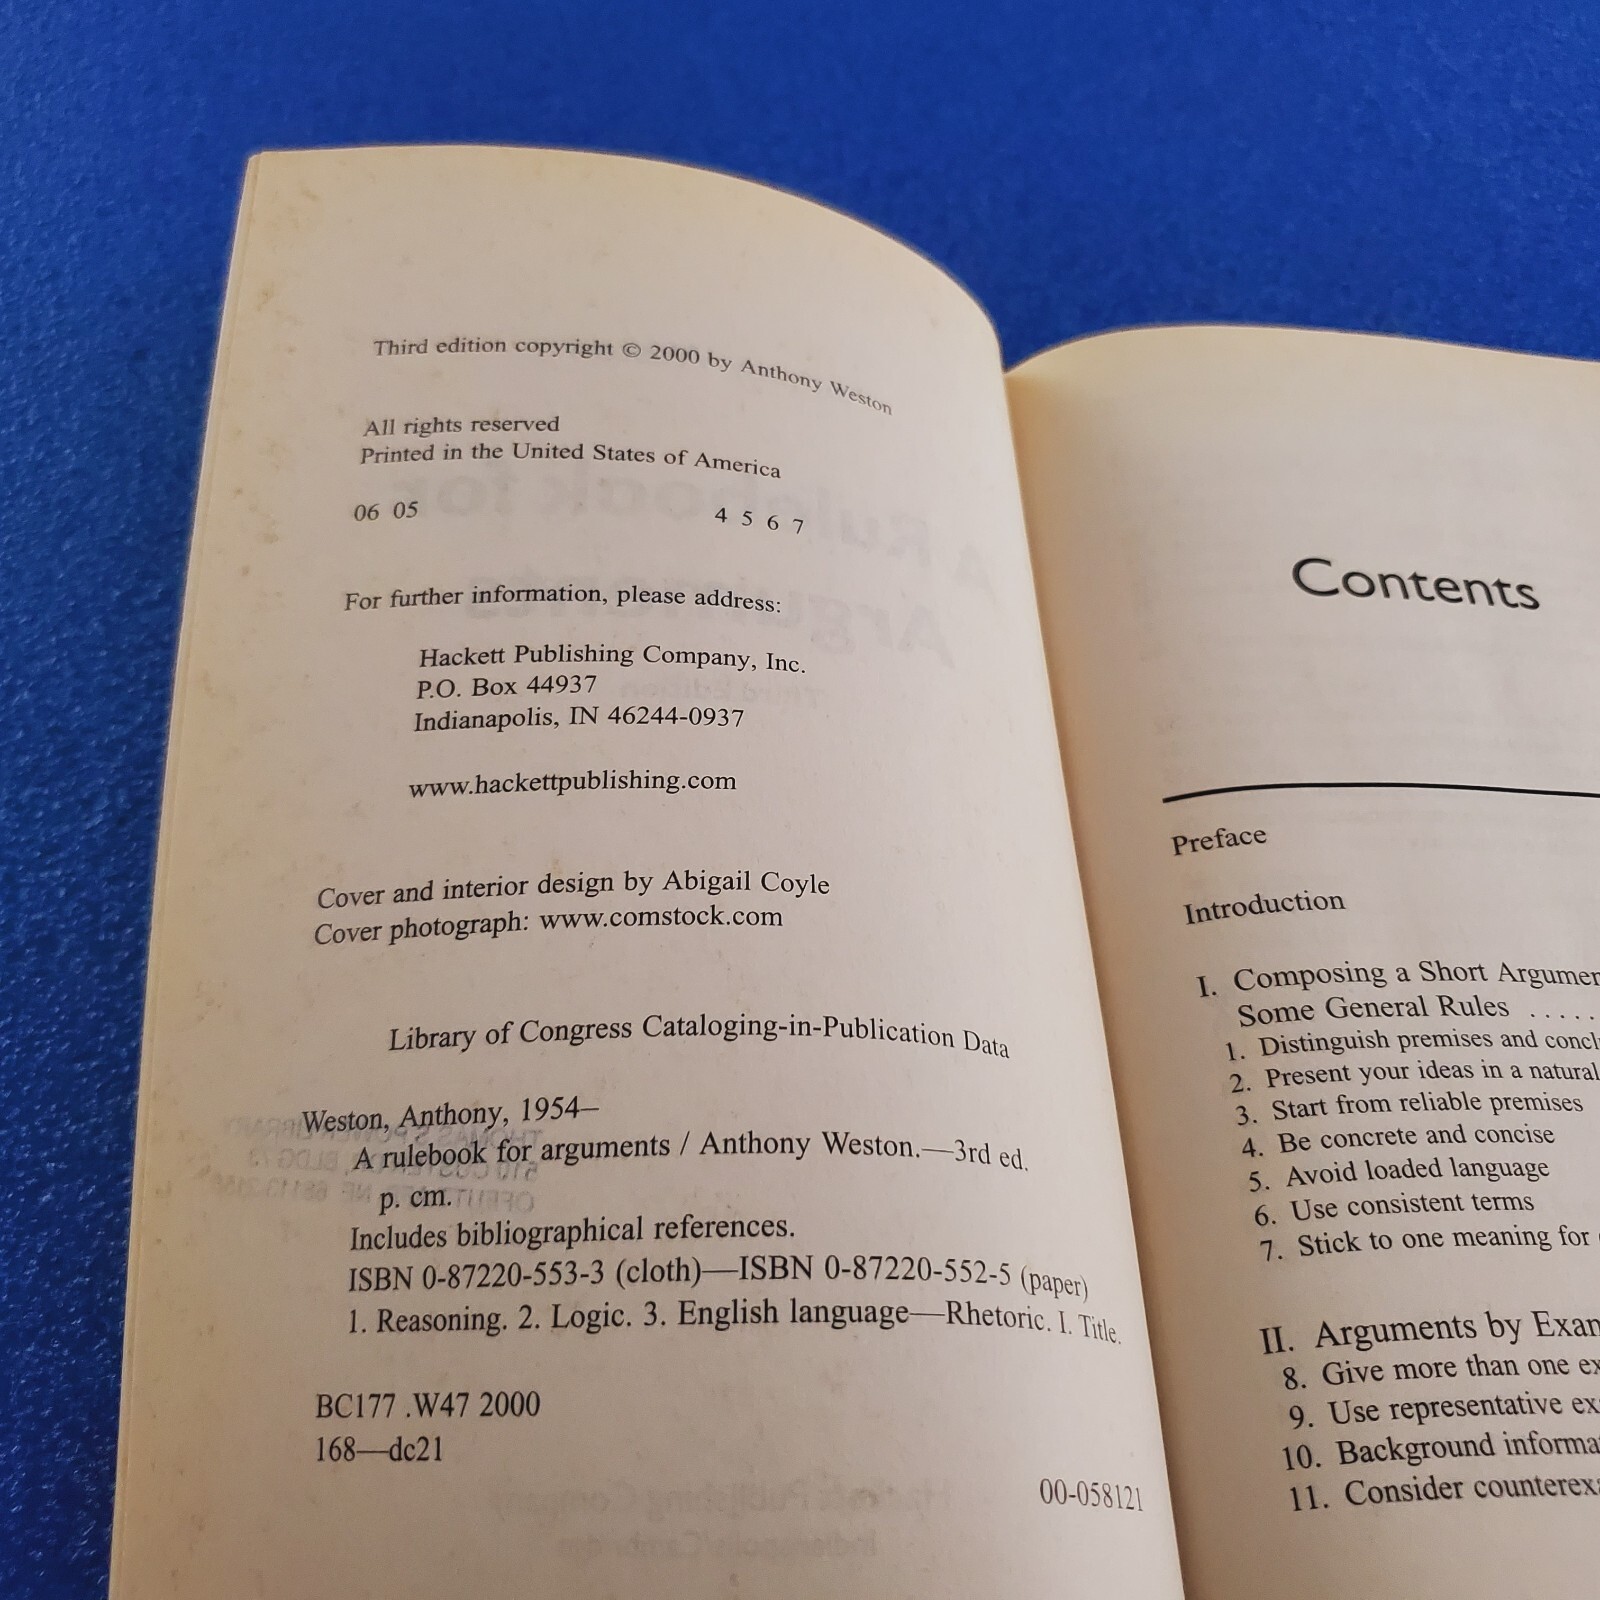 Third edition copyright © 2000 by Anthony Weston
All rights reserved
Printed in the United States of America
06 05 4 5 6 7
For further information, please address:
Hackett Publishing Company, Inc.
P.O. Box 44937
Indianapolis, IN 46244-0937
www.hackettpublishing.com
Cover and interior design by Abigail Coyle
Cover photograph: www.comstock.com
Library of Congress Cataloging-in-Publication Data
Weston, Anthony, 1954–
A rulebook for arguments / Anthony Weston.—3rd ed.
p. cm.
Includes bibliographical references.
ISBN 0-87220-553-3 (cloth)—ISBN 0-87220-552-5 (paper)
1. Reasoning. 2. Logic. 3. English language—Rhetoric. I. Title.
BC177 .W47 2000
168—dc21
00-058121
Contents
Preface
Introduction
I. Composing a Short
Some General Rules .....
1. Distinguish premises and
2. Present your ideas in a natural
3. Start from reliable premises
4. Be concrete and concise
5. Avoid loaded language
6. Use consistent terms
7. Stick to one meaning for
II. Arguments by
8. Give more than one
9. Use representative
10. Background
11. Consider